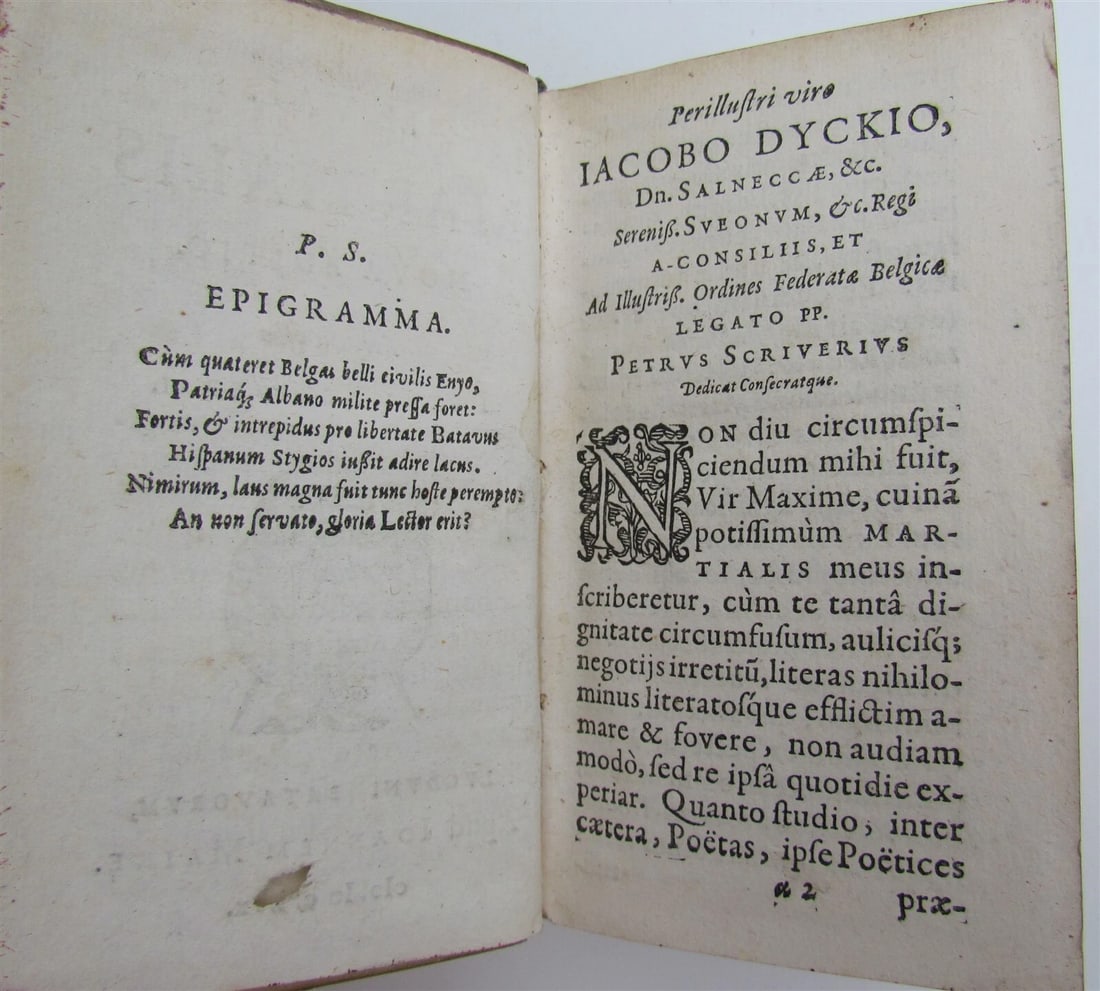 P. S.
EPIGRAMMA.
Cùm quateret Belgas belli civilis Enyo,
Patriaq́; Albano milite preſſa foret:
Fortis, & intrepidus pro libertate Batavus
Hiſpanum Stygios iußit adire lacus.
Nimirum, laus magna fuit tunc hoſte perempto:
An non ſervato, gloria Lector erit?
Perilluſtri viro
IACOBO DYCKIO,
Dn. SALNECCÆ, &c.
Sereniß. SVEONVM, &c. Regi
A-CONSILIIS, ET
Ad Illuſtriß. Ordines Federatæ Belgicæ
LEGATO PP.
PETRVS SCRIVERIVS
Dedicat Conſecratque.
NON diu circumſpi-
ciendum mihi fuit,
Vir Maxime, cuinã
potiſſimùm MAR-
TIALIS meus in-
ſcriberetur, cùm te tantâ di-
gnitate circumfuſum, auliciſq́;
negotijs irretitũ, literas nihilo-
minus literatoſque efflictim a-
mare & fovere, non audiam
modò, ſed re ipſâ quotidie ex-
periar. Quanto ſtudio, inter
cætera, Poëtas, ipſe Poëtices
a 2 præ-